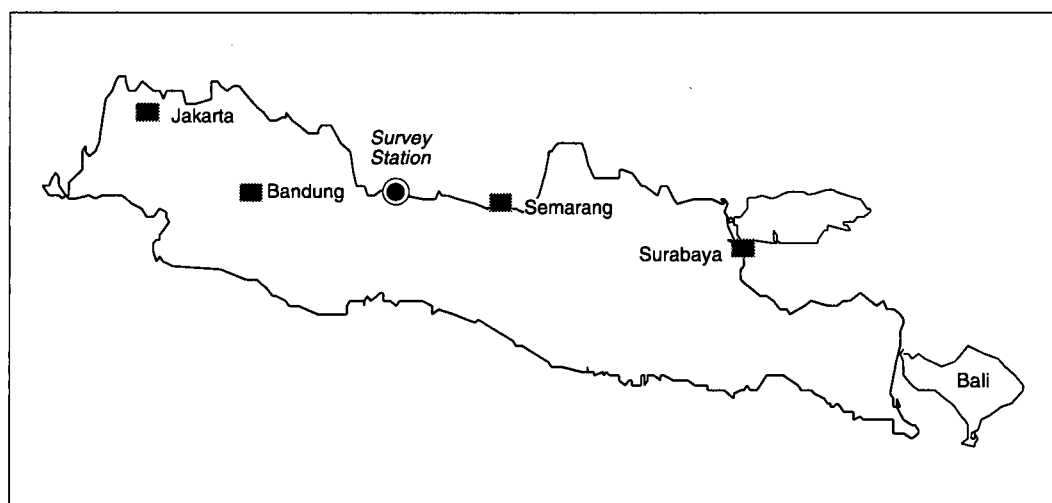 Jakarta
Survey
Station
Bandung
Semarang
Surabaya
Bali